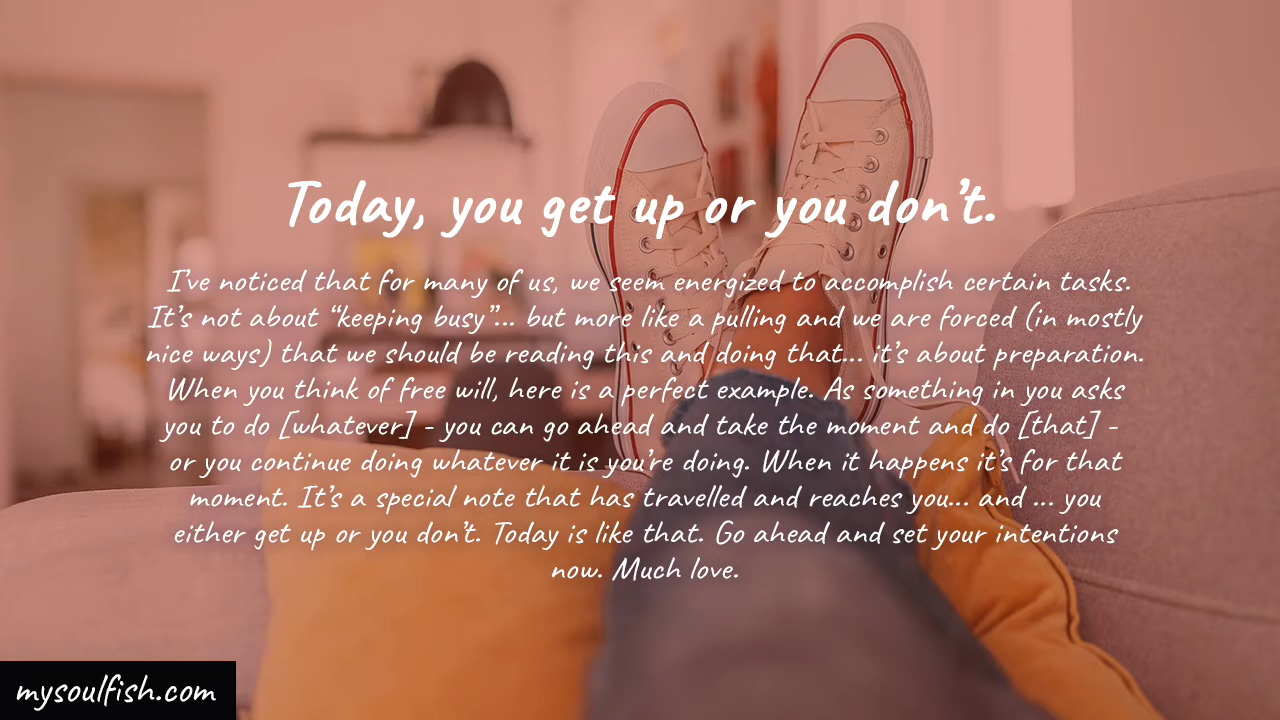 Today, you get up or you don't.
I've noticed that for many of us, we seem energized to accomplish certain tasks.
It's not about “keeping busy”... but more like a pulling and we are forced (in mostly
nice ways) that we should be reading this and doing that... it's about preparation.
When you think of free will, here is a perfect example. As something in you asks
you to do [whatever] - you can go ahead and take the moment and do [that] -
or you continue doing whatever it is you're doing. When it happens it's for that
moment. It's a special note that has travelled and reaches you... and ... you
either get up or you don't. Today is like that. Go ahead and set your intentions
now. Much love.
mysoulfish.com